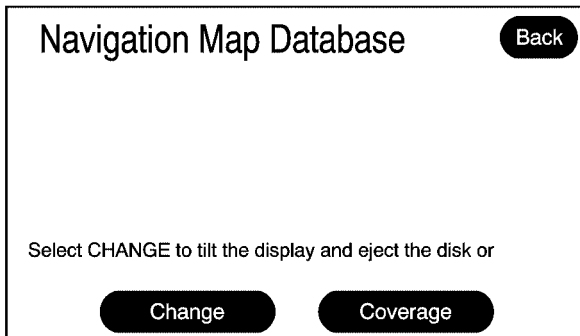 Navigation Map Database
Back
Select CHANGE to tilt the display and eject the disk or
Change
Coverage